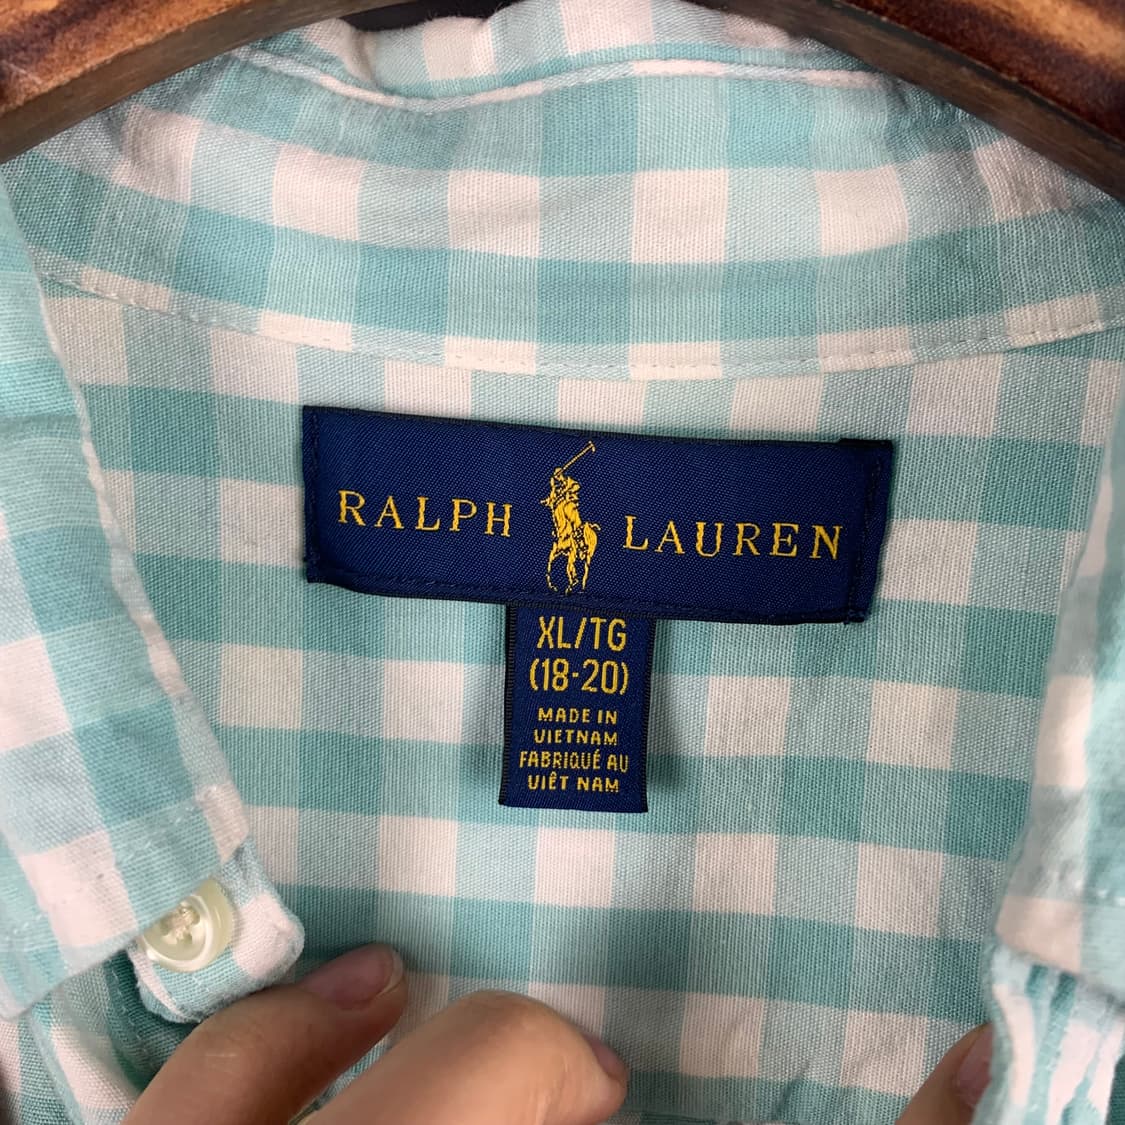 RALPH LAUREN
XL/TG
(18-20)
MADE IN
VIETNAM
FABRIQUÉ AU
VIÊT NAM